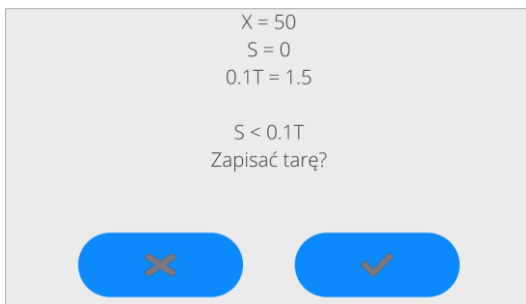 X = 50
S = 0
0.1T = 1.5
S < 0.1T
Zapisać tarę?